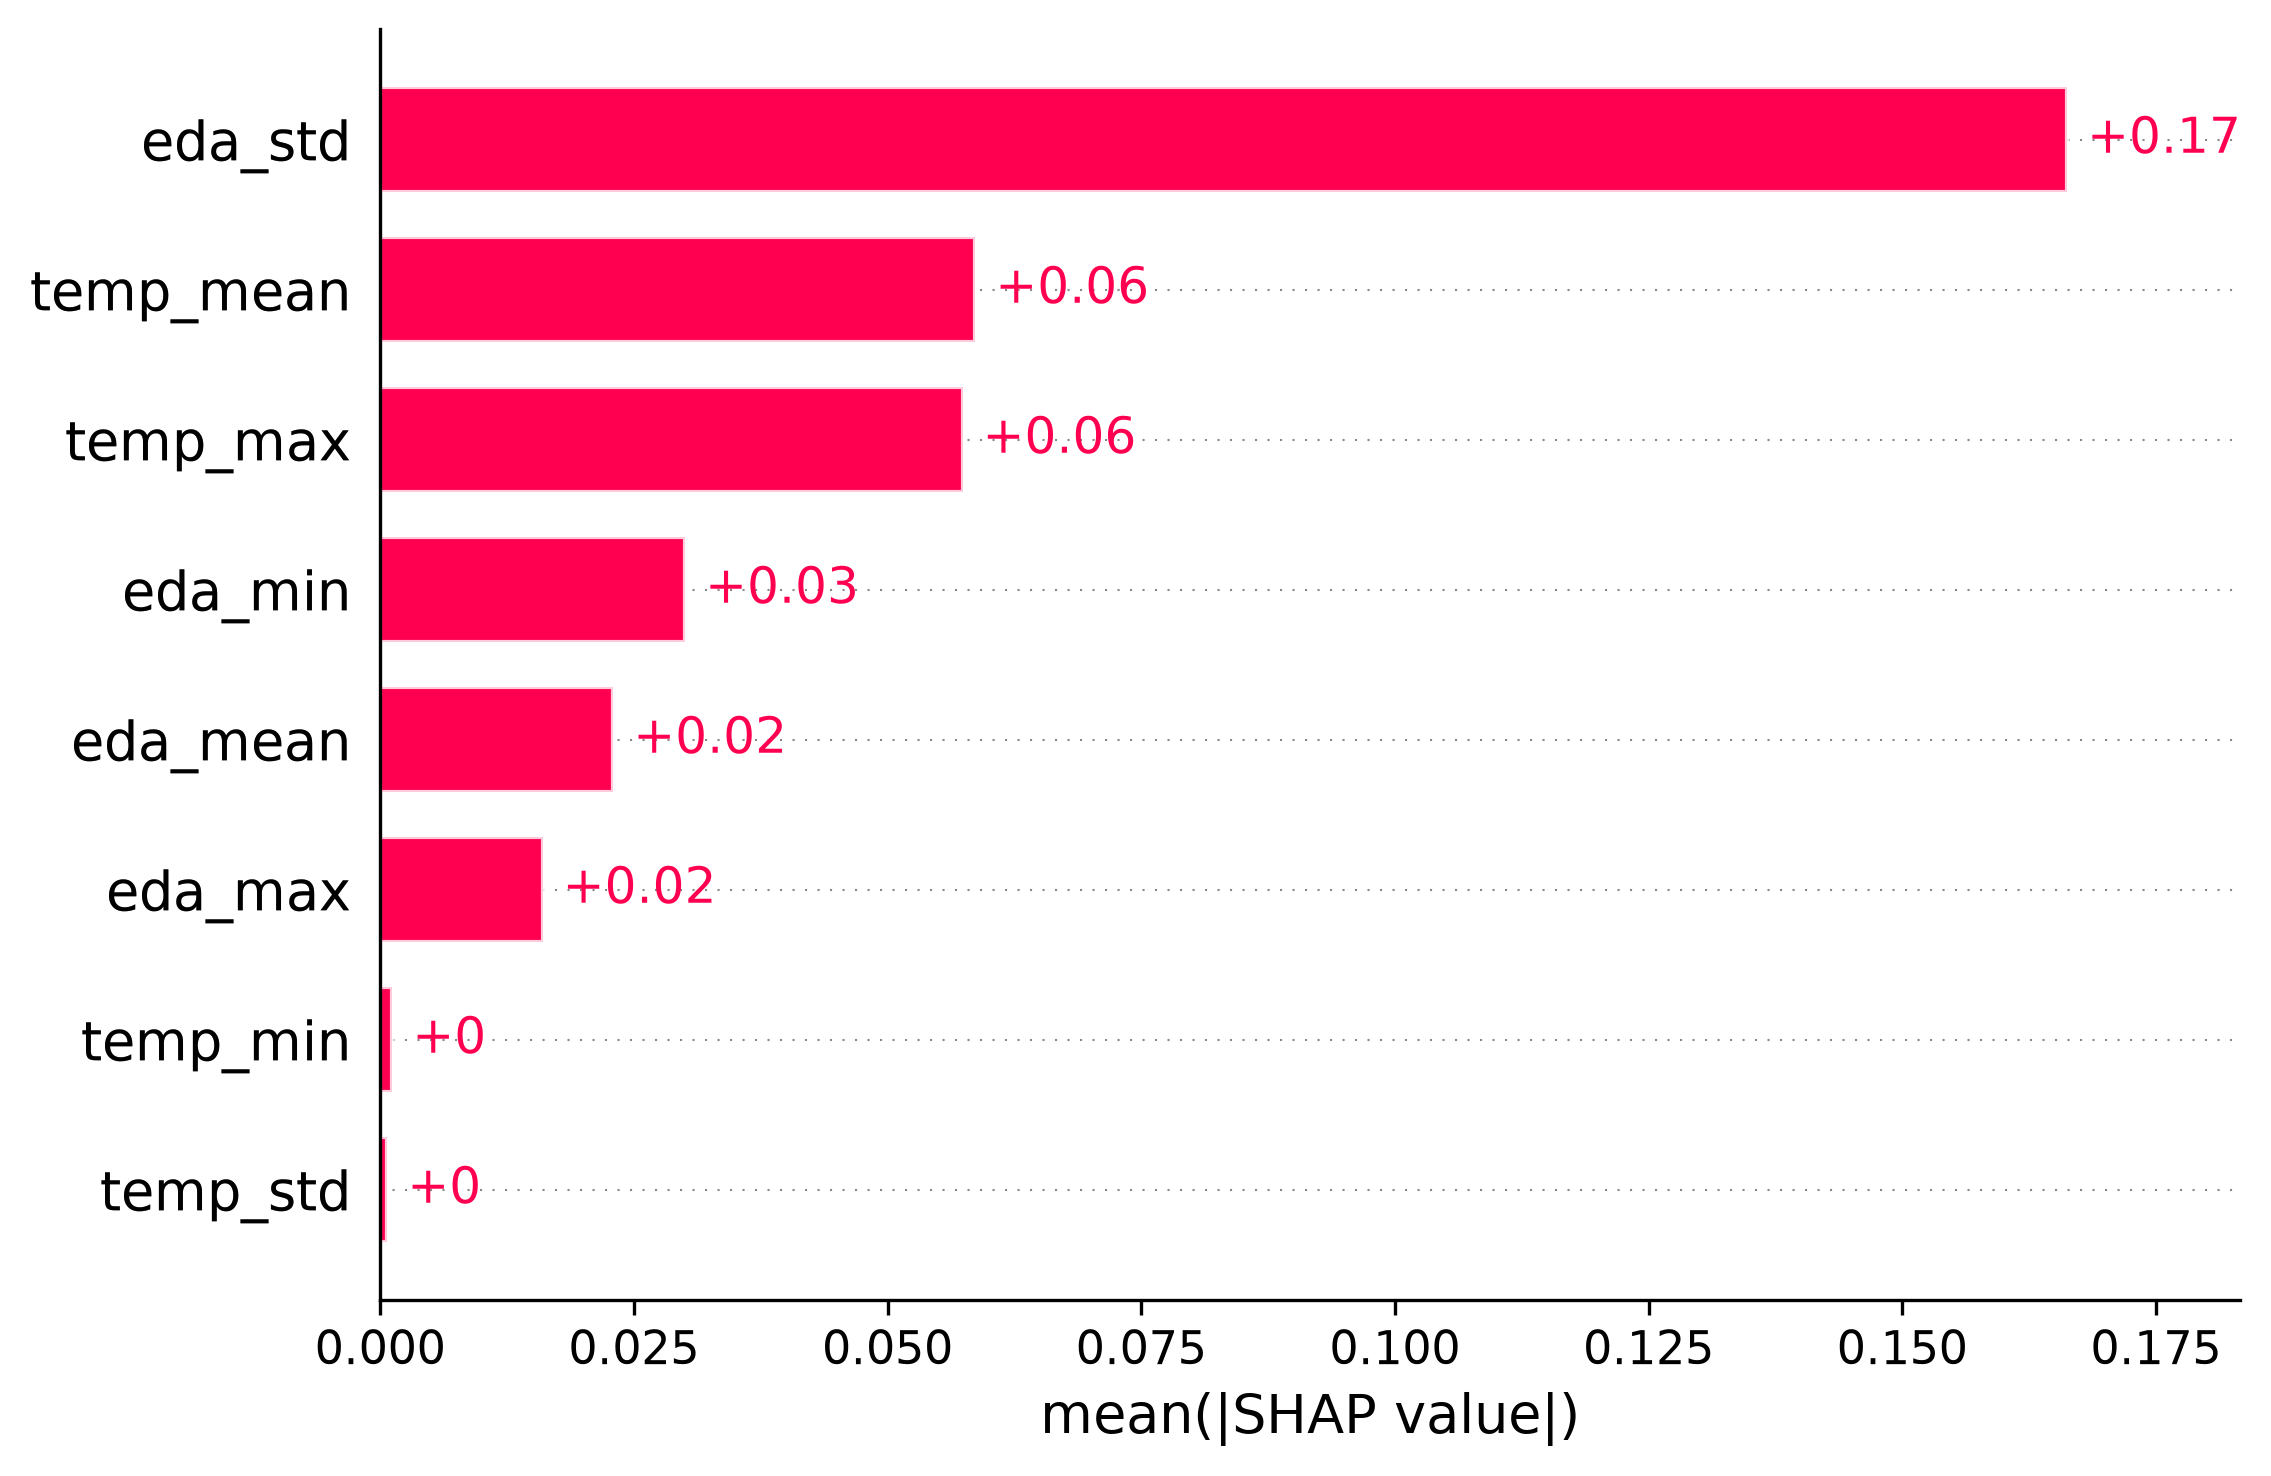 eda_std +0.17
temp_mean +0.06
temp_max +0.06
eda_min +0.03
eda_mean +0.02
eda_max +0.02
temp_min +0
temp_std +0
0.000 0.025 0.050 0.075 0.100 0.125 0.150 0.175
mean(|SHAP value|)